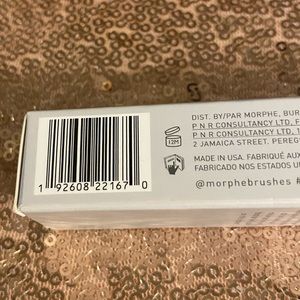 DIST. BY/PAR MORPHE, BUR
P N R CONSULTANCY LTD, F
P N R CONSULTANCY LTD, 1
2 JAMAICA STREET, PEREG
12M
MADE IN USA. FABRIQUÉ AUX
FABRICADO NOS ESTADOS UN
@morphebrushes #
1 92608 22167 0